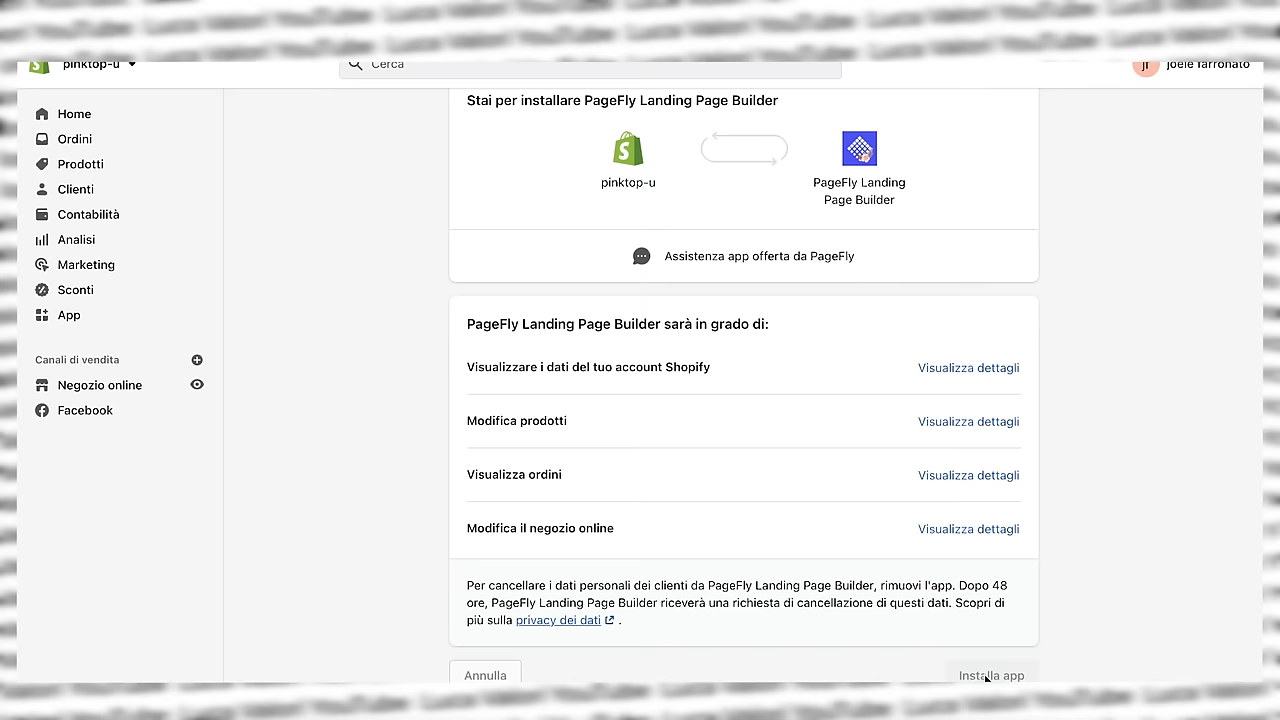 pinktop-u
Cerca
jf
joele farronato
Home
Ordini
Prodotti
Clienti
Contabilità
Analisi
Marketing
Sconti
App
Canali di vendita
Negozio online
Facebook
Stai per installare PageFly Landing Page Builder
pinktop-u
PageFly Landing
Page Builder
Assistenza app offerta da PageFly
PageFly Landing Page Builder sarà in grado di:
Visualizzare i dati del tuo account Shopify
Visualizza dettagli
Modifica prodotti
Visualizza dettagli
Visualizza ordini
Visualizza dettagli
Modifica il negozio online
Visualizza dettagli
Per cancellare i dati personali dei clienti da PageFly Landing Page Builder, rimuovi l'app. Dopo 48
ore, PageFly Landing Page Builder riceverà una richiesta di cancellazione di questi dati. Scopri di
più sulla privacy dei dati .
Annulla
Installa app